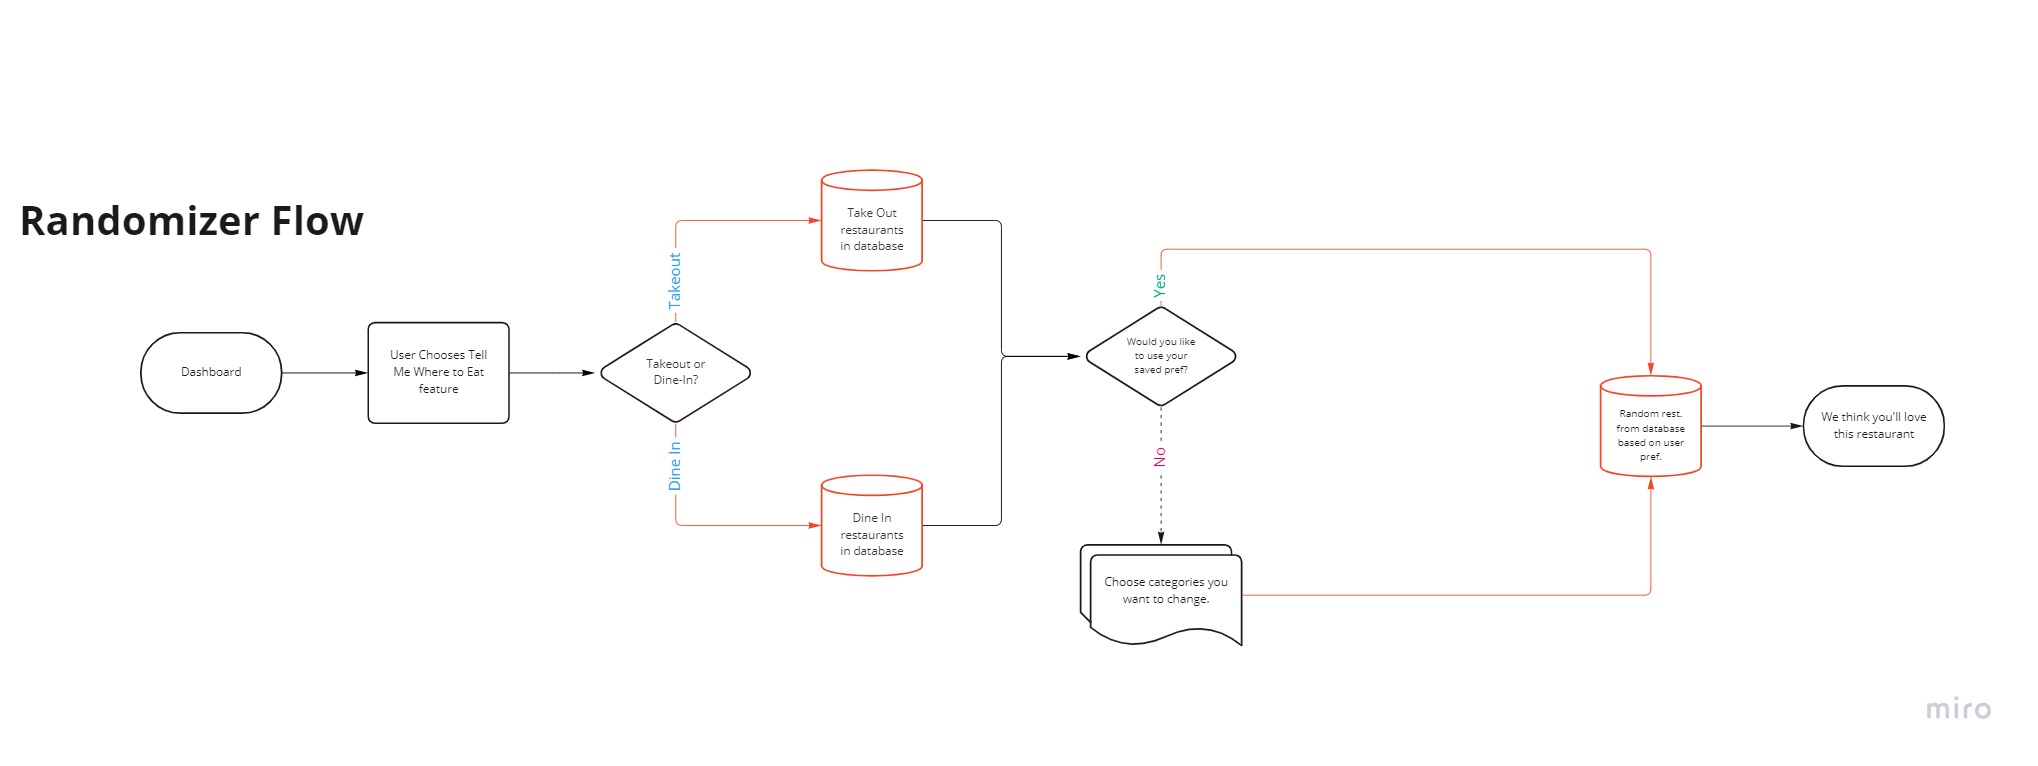 Randomizer Flow
Dashboard
User Chooses Tell
Me Where to Eat
feature
Takeout or
Dine-In?
Takeout
Dine In
Take Out
restaurants
in database
Dine In
restaurants
in database
Would you like
to use your
saved pref?
Yes
No
Choose categories you
want to change.
Random rest.
from database
based on user
pref.
We think you'll love
this restaurant
miro